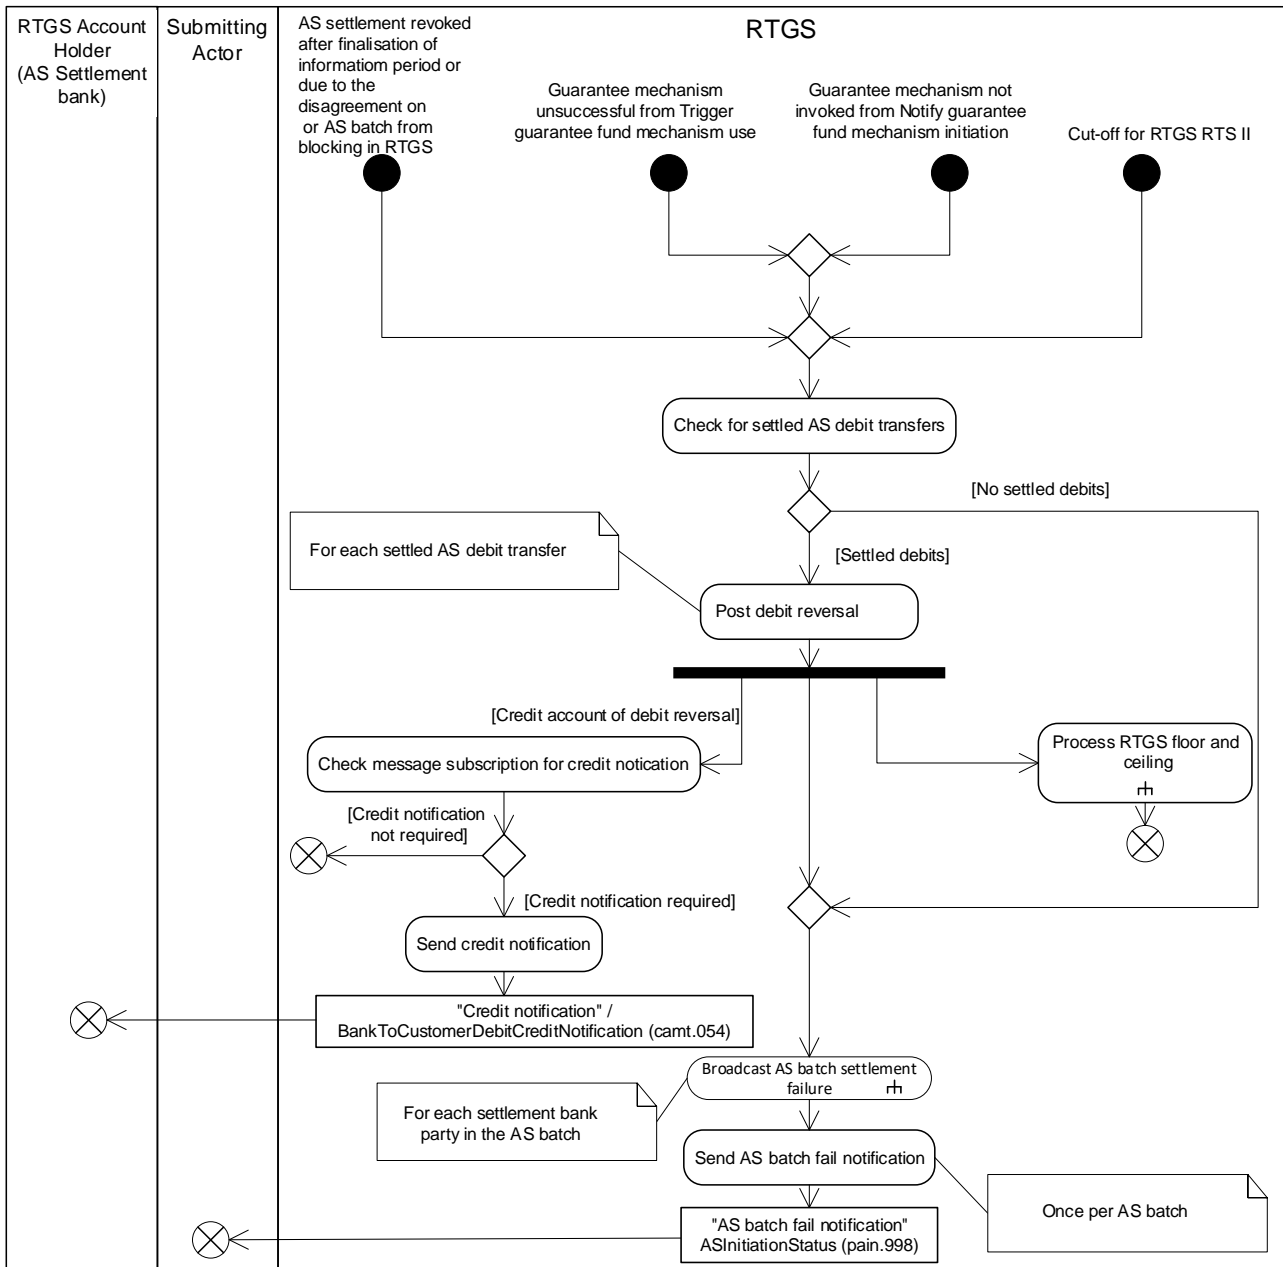 RTGS Account
Holder
(AS Settlement
bank)
Submitting
Actor
RTGS
AS settlement revoked
after finalisation of
informatiom period or
due to the
disagreement on
or AS batch from
blocking in RTGS
Guarantee mechanism
unsuccessful from Trigger
guarantee fund mechanism use
Guarantee mechanism not
invoked from Notify guarantee
fund mechanism initiation
Cut-off for RTGS RTS II
Check for settled AS debit transfers
[No settled debits]
For each settled AS debit transfer
[Settled debits]
Post debit reversal
[Credit account of debit reversal]
Check message subscription for credit notication
Process RTGS floor and
ceiling
[Credit notification
not required]
[Credit notification required]
Send credit notification
"Credit notification" /
BankToCustomerDebitCreditNotification (camt.054)
Broadcast AS batch settlement
failure
For each settlement bank
party in the AS batch
Send AS batch fail notification
Once per AS batch
"AS batch fail notification"
ASInitiationStatus (pain.998)